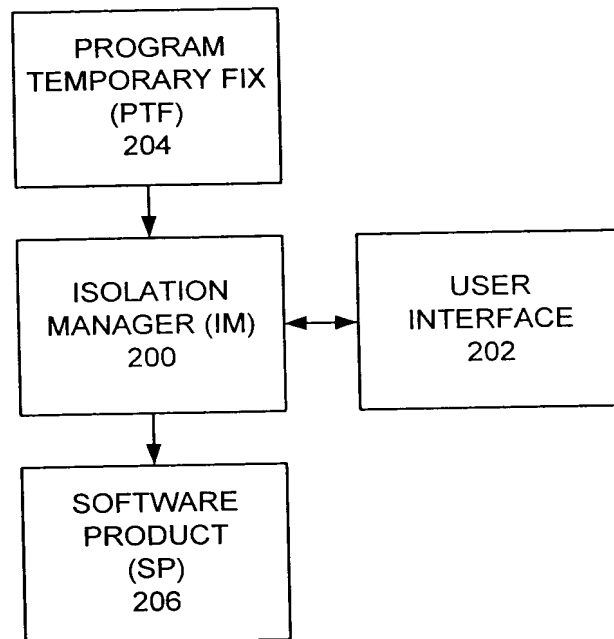 PROGRAM
TEMPORARY FIX
(PTF)
204
ISOLATION
MANAGER (IM)
200
USER
INTERFACE
202
SOFTWARE
PRODUCT
(SP)
206